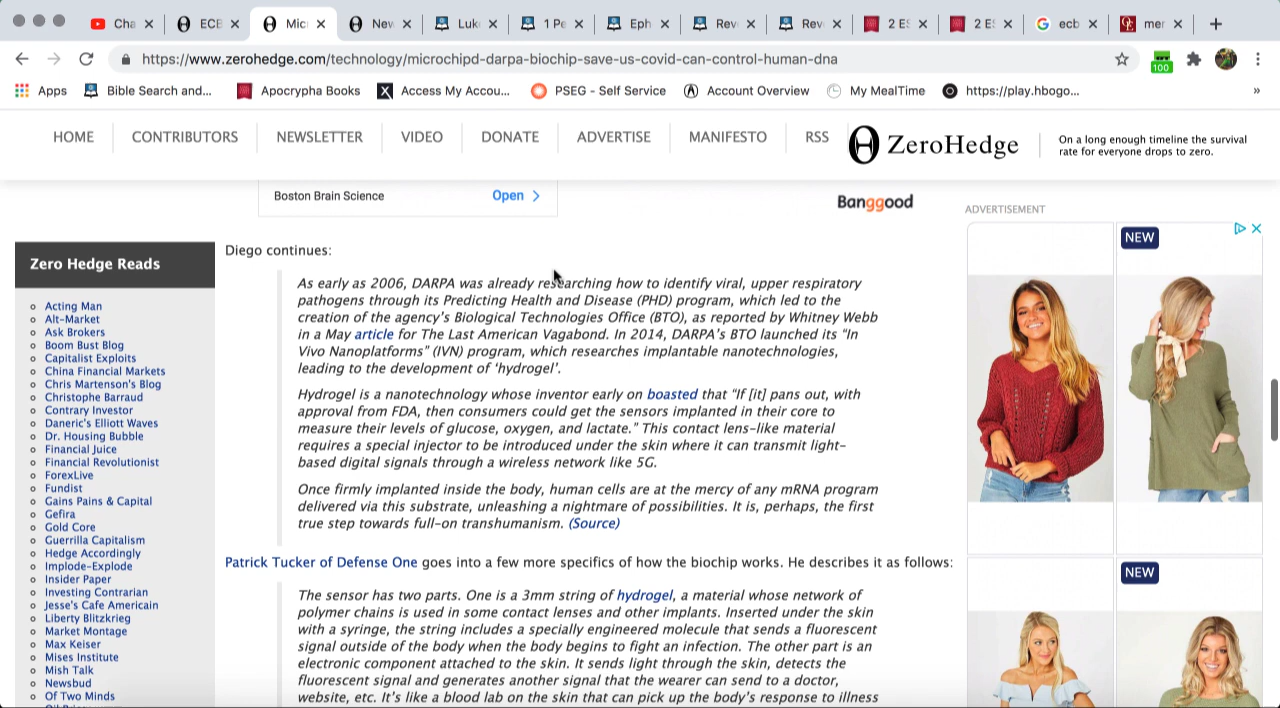 Cha
ECB
Mic
Nev
Luk
1 Pe
Eph
Rev
Rev
2 ES
2 ES
ecb
mer
https://www.zerohedge.com/technology/microchipd-darpa-biochip-save-us-covid-can-control-human-dna
100
Apps
Bible Search and...
Apocrypha Books
Access My Accou...
PSEG - Self Service
Account Overview
My MealTime
https://play.hbogo...
»
HOME
CONTRIBUTORS
NEWSLETTER
VIDEO
DONATE
ADVERTISE
MANIFESTO
RSS
ZeroHedge
On a long enough timeline the survival
rate for everyone drops to zero.
Boston Brain Science
Open
Banggood
ADVERTISEMENT
NEW
Zero Hedge Reads
Acting Man
Alt-Market
Ask Brokers
Boom Bust Blog
Capitalist Exploits
China Financial Markets
Chris Martenson's Blog
Christophe Barraud
Contrary Investor
Daneric's Elliott Waves
Dr. Housing Bubble
Financial Juice
Financial Revolutionist
ForexLive
Fundist
Gains Pains & Capital
Gefira
Gold Core
Guerrilla Capitalism
Hedge Accordingly
Implode-Explode
Insider Paper
Investing Contrarian
Jesse's Cafe Americain
Liberty Blitzkrieg
Market Montage
Max Keiser
Mises Institute
Mish Talk
Newsbud
Of Two Minds
Diego continues:
As early as 2006, DARPA was already researching how to identify viral, upper respiratory
pathogens through its Predicting Health and Disease (PHD) program, which led to the
creation of the agency's Biological Technologies Office (BTO), as reported by Whitney Webb
in a May article for The Last American Vagabond. In 2014, DARPA's BTO launched its “In
Vivo Nanoplatforms” (IVN) program, which researches implantable nanotechnologies,
leading to the development of ‘hydrogel’.
Hydrogel is a nanotechnology whose inventor early on boasted that “If [it] pans out, with
approval from FDA, then consumers could get the sensors implanted in their core to
measure their levels of glucose, oxygen, and lactate.” This contact lens-like material
requires a special injector to be introduced under the skin where it can transmit light-
based digital signals through a wireless network like 5G.
Once firmly implanted inside the body, human cells are at the mercy of any mRNA program
delivered via this substrate, unleashing a nightmare of possibilities. It is, perhaps, the first
true step towards full-on transhumanism. (Source)
Patrick Tucker of Defense One goes into a few more specifics of how the biochip works. He describes it as follows:
The sensor has two parts. One is a 3mm string of hydrogel, a material whose network of
polymer chains is used in some contact lenses and other implants. Inserted under the skin
with a syringe, the string includes a specially engineered molecule that sends a fluorescent
signal outside of the body when the body begins to fight an infection. The other part is an
electronic component attached to the skin. It sends light through the skin, detects the
fluorescent signal and generates another signal that the wearer can send to a doctor,
website, etc. It's like a blood lab on the skin that can pick up the body's response to illness
NEW